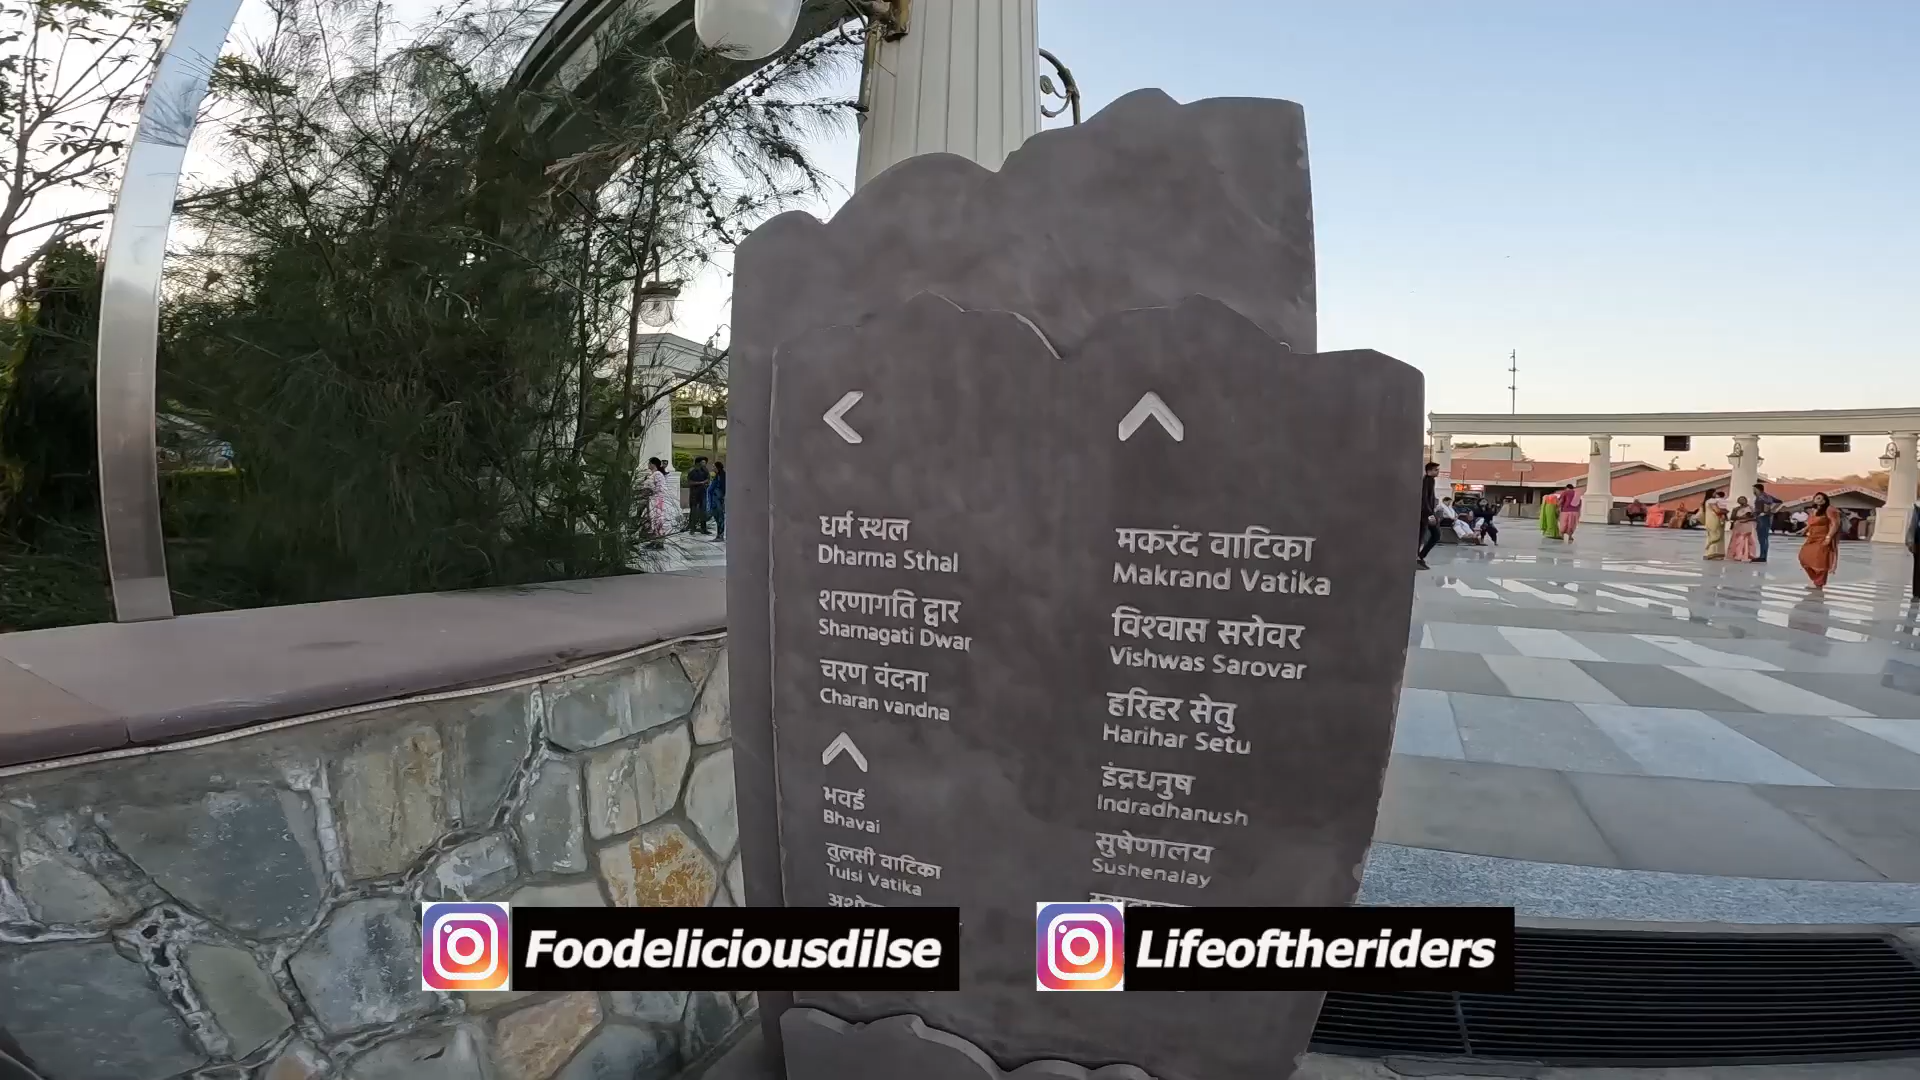 धर्म स्थल
Dharma Sthal
शरणागति द्वार
Sharnagati Dwar
चरण वंदना
Charan vandna
भवई
Bhavai
तुलसी वाटिका
Tulsi Vatika
मकरंद वाटिका
Makrand Vatika
विश्वास सरोवर
Vishwas Sarovar
हरिहर सेतु
Harihar Setu
इंद्रधनुष
Indradhanush
सुषेणालय
Sushenalay
Foodeliciousdilse
Lifeoftheriders